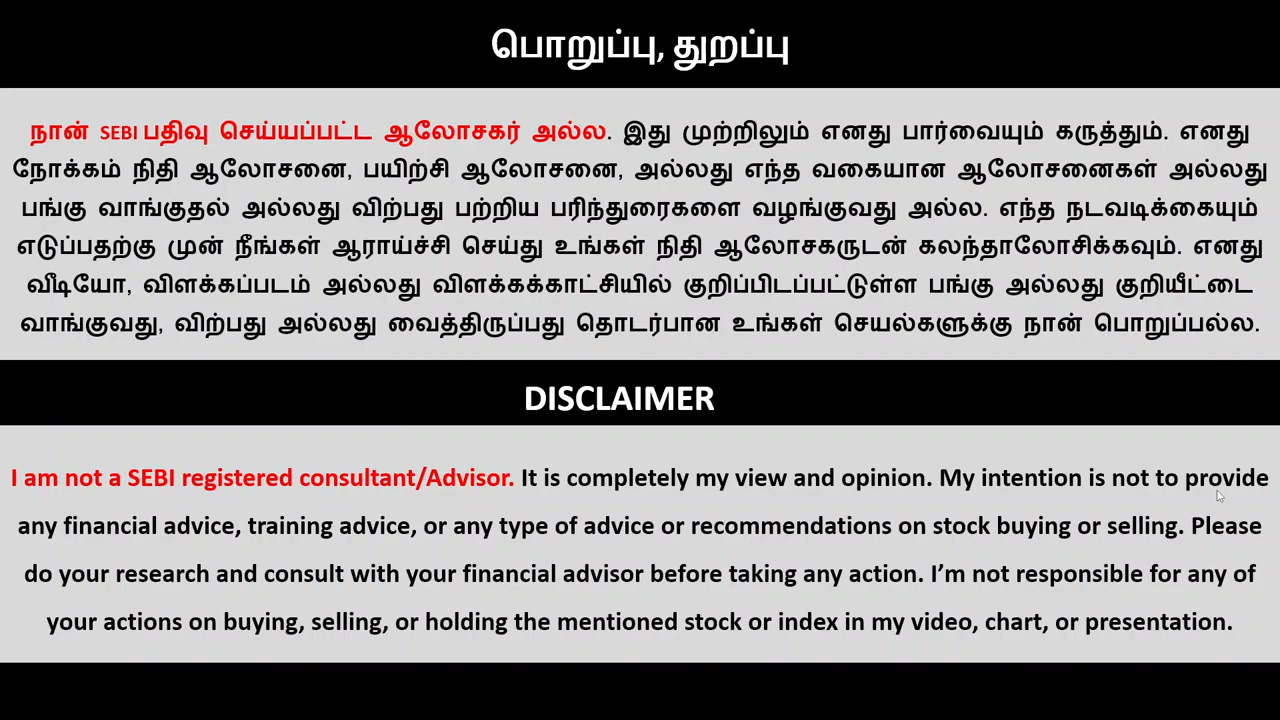 பொறுப்பு, துறப்பு
நான் SEBI பதிவு செய்யப்பட்ட ஆலோசகர் அல்ல. இது முற்றிலும் எனது பார்வையும் கருத்தும். எனது
நோக்கம் நிதி ஆலோசனை, பயிற்சி ஆலோசனை, அல்லது எந்த வகையான ஆலோசனைகள் அல்லது
பங்கு வாங்குதல் அல்லது விற்பது பற்றிய பரிந்துரைகளை வழங்குவது அல்ல. எந்த நடவடிக்கையும்
எடுப்பதற்கு முன் நீங்கள் ஆராய்ச்சி செய்து உங்கள் நிதி ஆலோசகருடன் கலந்தாலோசிக்கவும். எனது
வீடியோ, விளக்கப்படம் அல்லது விளக்கக்காட்சியில் குறிப்பிடப்பட்டுள்ள பங்கு அல்லது குறியீட்டை
வாங்குவது, விற்பது அல்லது வைத்திருப்பது தொடர்பான உங்கள் செயல்களுக்கு நான் பொறுப்பல்ல.
DISCLAIMER
I am not a SEBI registered consultant/Advisor. It is completely my view and opinion. My intention is not to provide
any financial advice, training advice, or any type of advice or recommendations on stock buying or selling. Please
do your research and consult with your financial advisor before taking any action. I’m not responsible for any of
your actions on buying, selling, or holding the mentioned stock or index in my video, chart, or presentation.